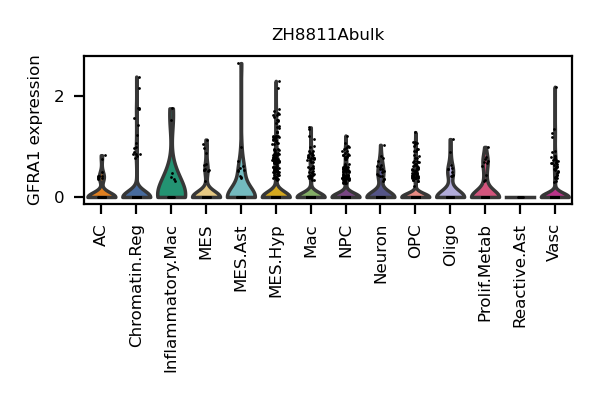 ZH8811Abulk
GFRA1 expression
2
0
AC
Chromatin.Reg
Inflammatory.Mac
MES
MES.Ast
MES.Hyp
Mac
NPC
Neuron
OPC
Oligo
Prolif.Metab
Reactive.Ast
Vasc